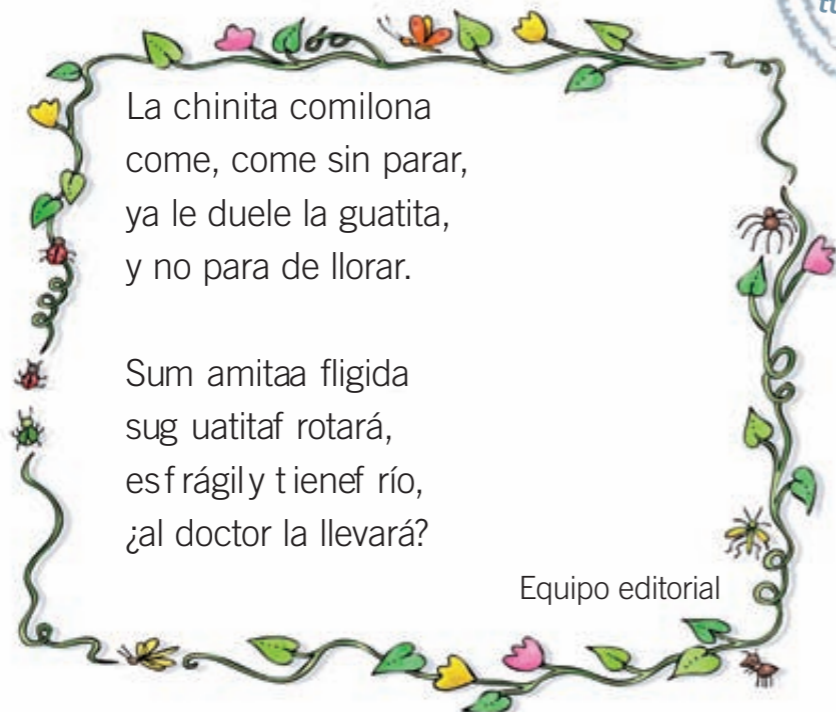 La chinita comilona
come, come sin parar,
ya le duele la guatita,
y no para de llorar.
Sum amitaa fligida
sug uatitaf rotará,
esf rágily t ienef río,
¿al doctor la llevará?
Equipo editorial